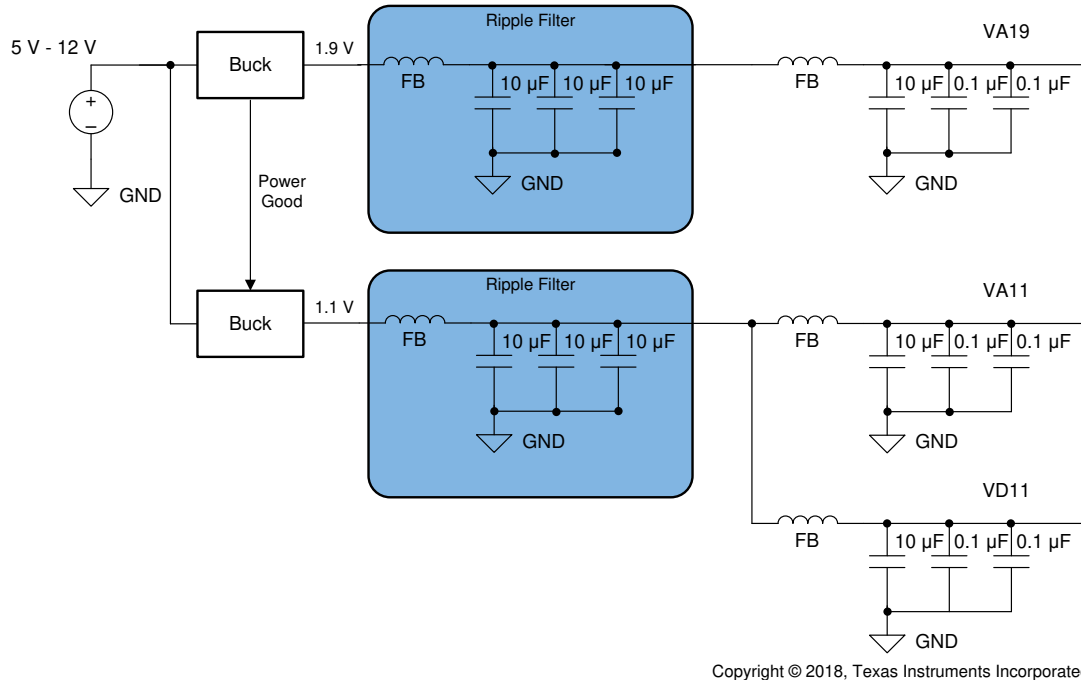 Ripple Filter
5 V - 12 V
Buck
1.9 V
FB
10 µF 10 µF 10 µF
GND
FB
VA19
10 µF 0.1 µF 0.1 µF
GND
+
–
GND
Power
Good
Ripple Filter
Buck
1.1 V
FB
10 µF 10 µF 10 µF
GND
FB
VA11
10 µF 0.1 µF 0.1 µF
GND
VD11
FB
10 µF 0.1 µF 0.1 µF
GND
Copyright © 2018, Texas Instruments Incorporate